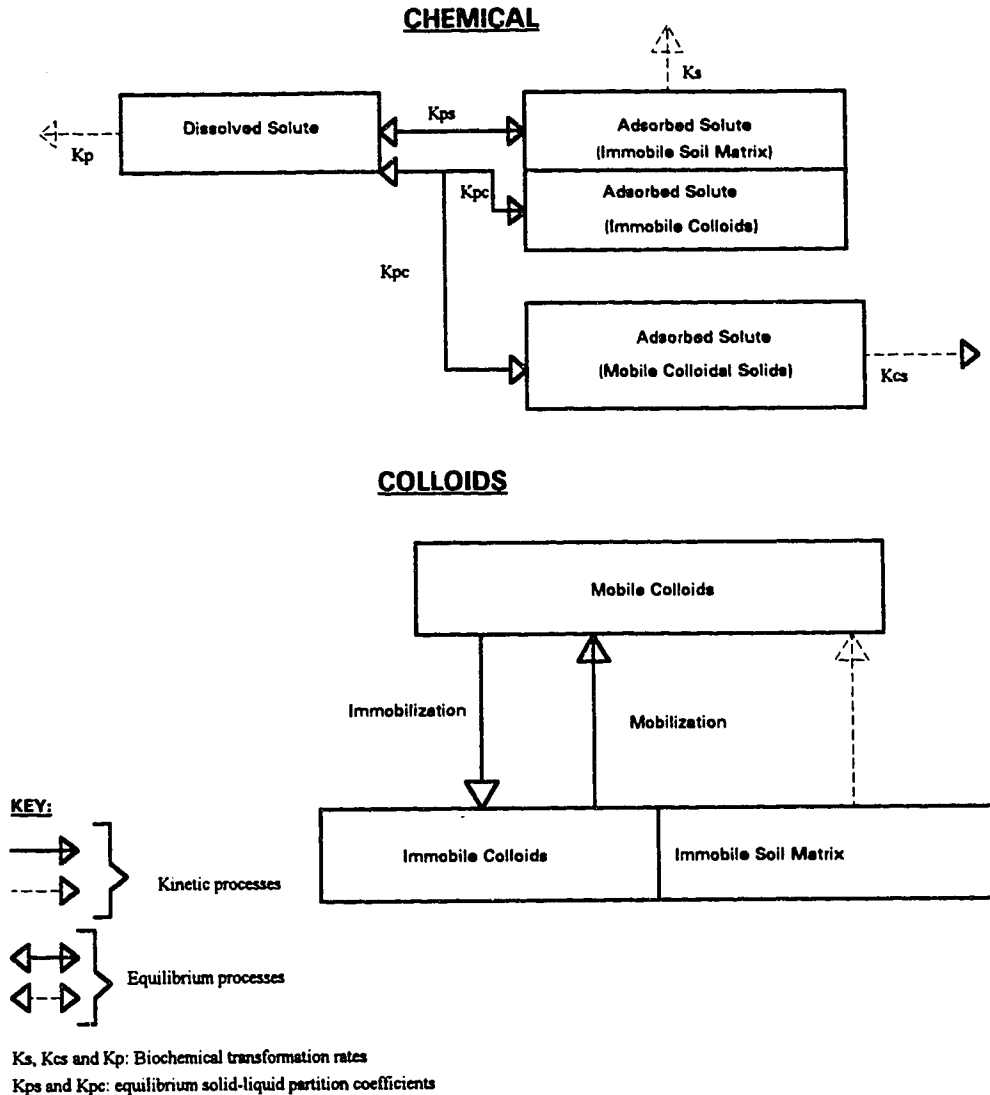 CHEMICAL
Ks
Dissolved Solute
Kps
Adsorbed Solute
(Immobile Soil Matrix)
Kp
Adsorbed Solute
Kpc
(Immobile Colloids)
Kpc
Adsorbed Solute
(Mobile Colloidal Solids)
Kcs
COLLOIDS
Mobile Colloids
Immobilization
Mobilization
KEY:
Immobile Colloids
Immobile Soil Matrix
Kinetic processes
Equilibrium processes
Ks, Kcs and Kp: Biochemical transformation rates
Kps and Kpc: equilibrium solid-liquid partition coefficients